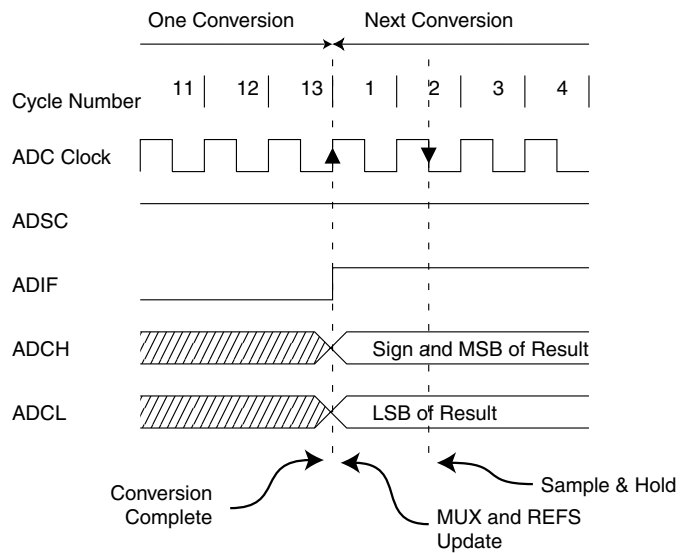 One Conversion Next Conversion
Cycle Number 11 12 13 1 2 3 4
ADC Clock
ADSC
ADIF
ADCH Sign and MSB of Result
ADCL LSB of Result
Conversion
Complete
MUX and REFS
Update
Sample & Hold